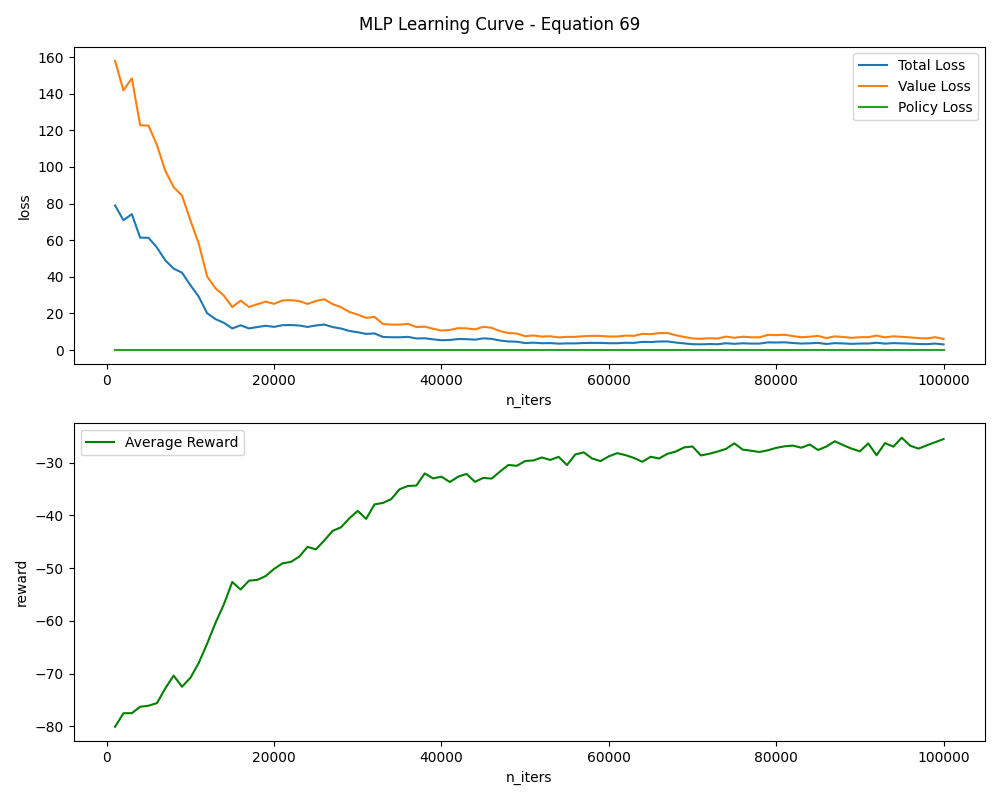 MLP Learning Curve - Equation 69
160
140
120
100
80
60
40
20
0
loss
Total Loss
Value Loss
Policy Loss
0 20000 40000 60000 80000 100000
n_iters
Average Reward
−30
−40
−50
−60
−70
−80
reward
0 20000 40000 60000 80000 100000
n_iters